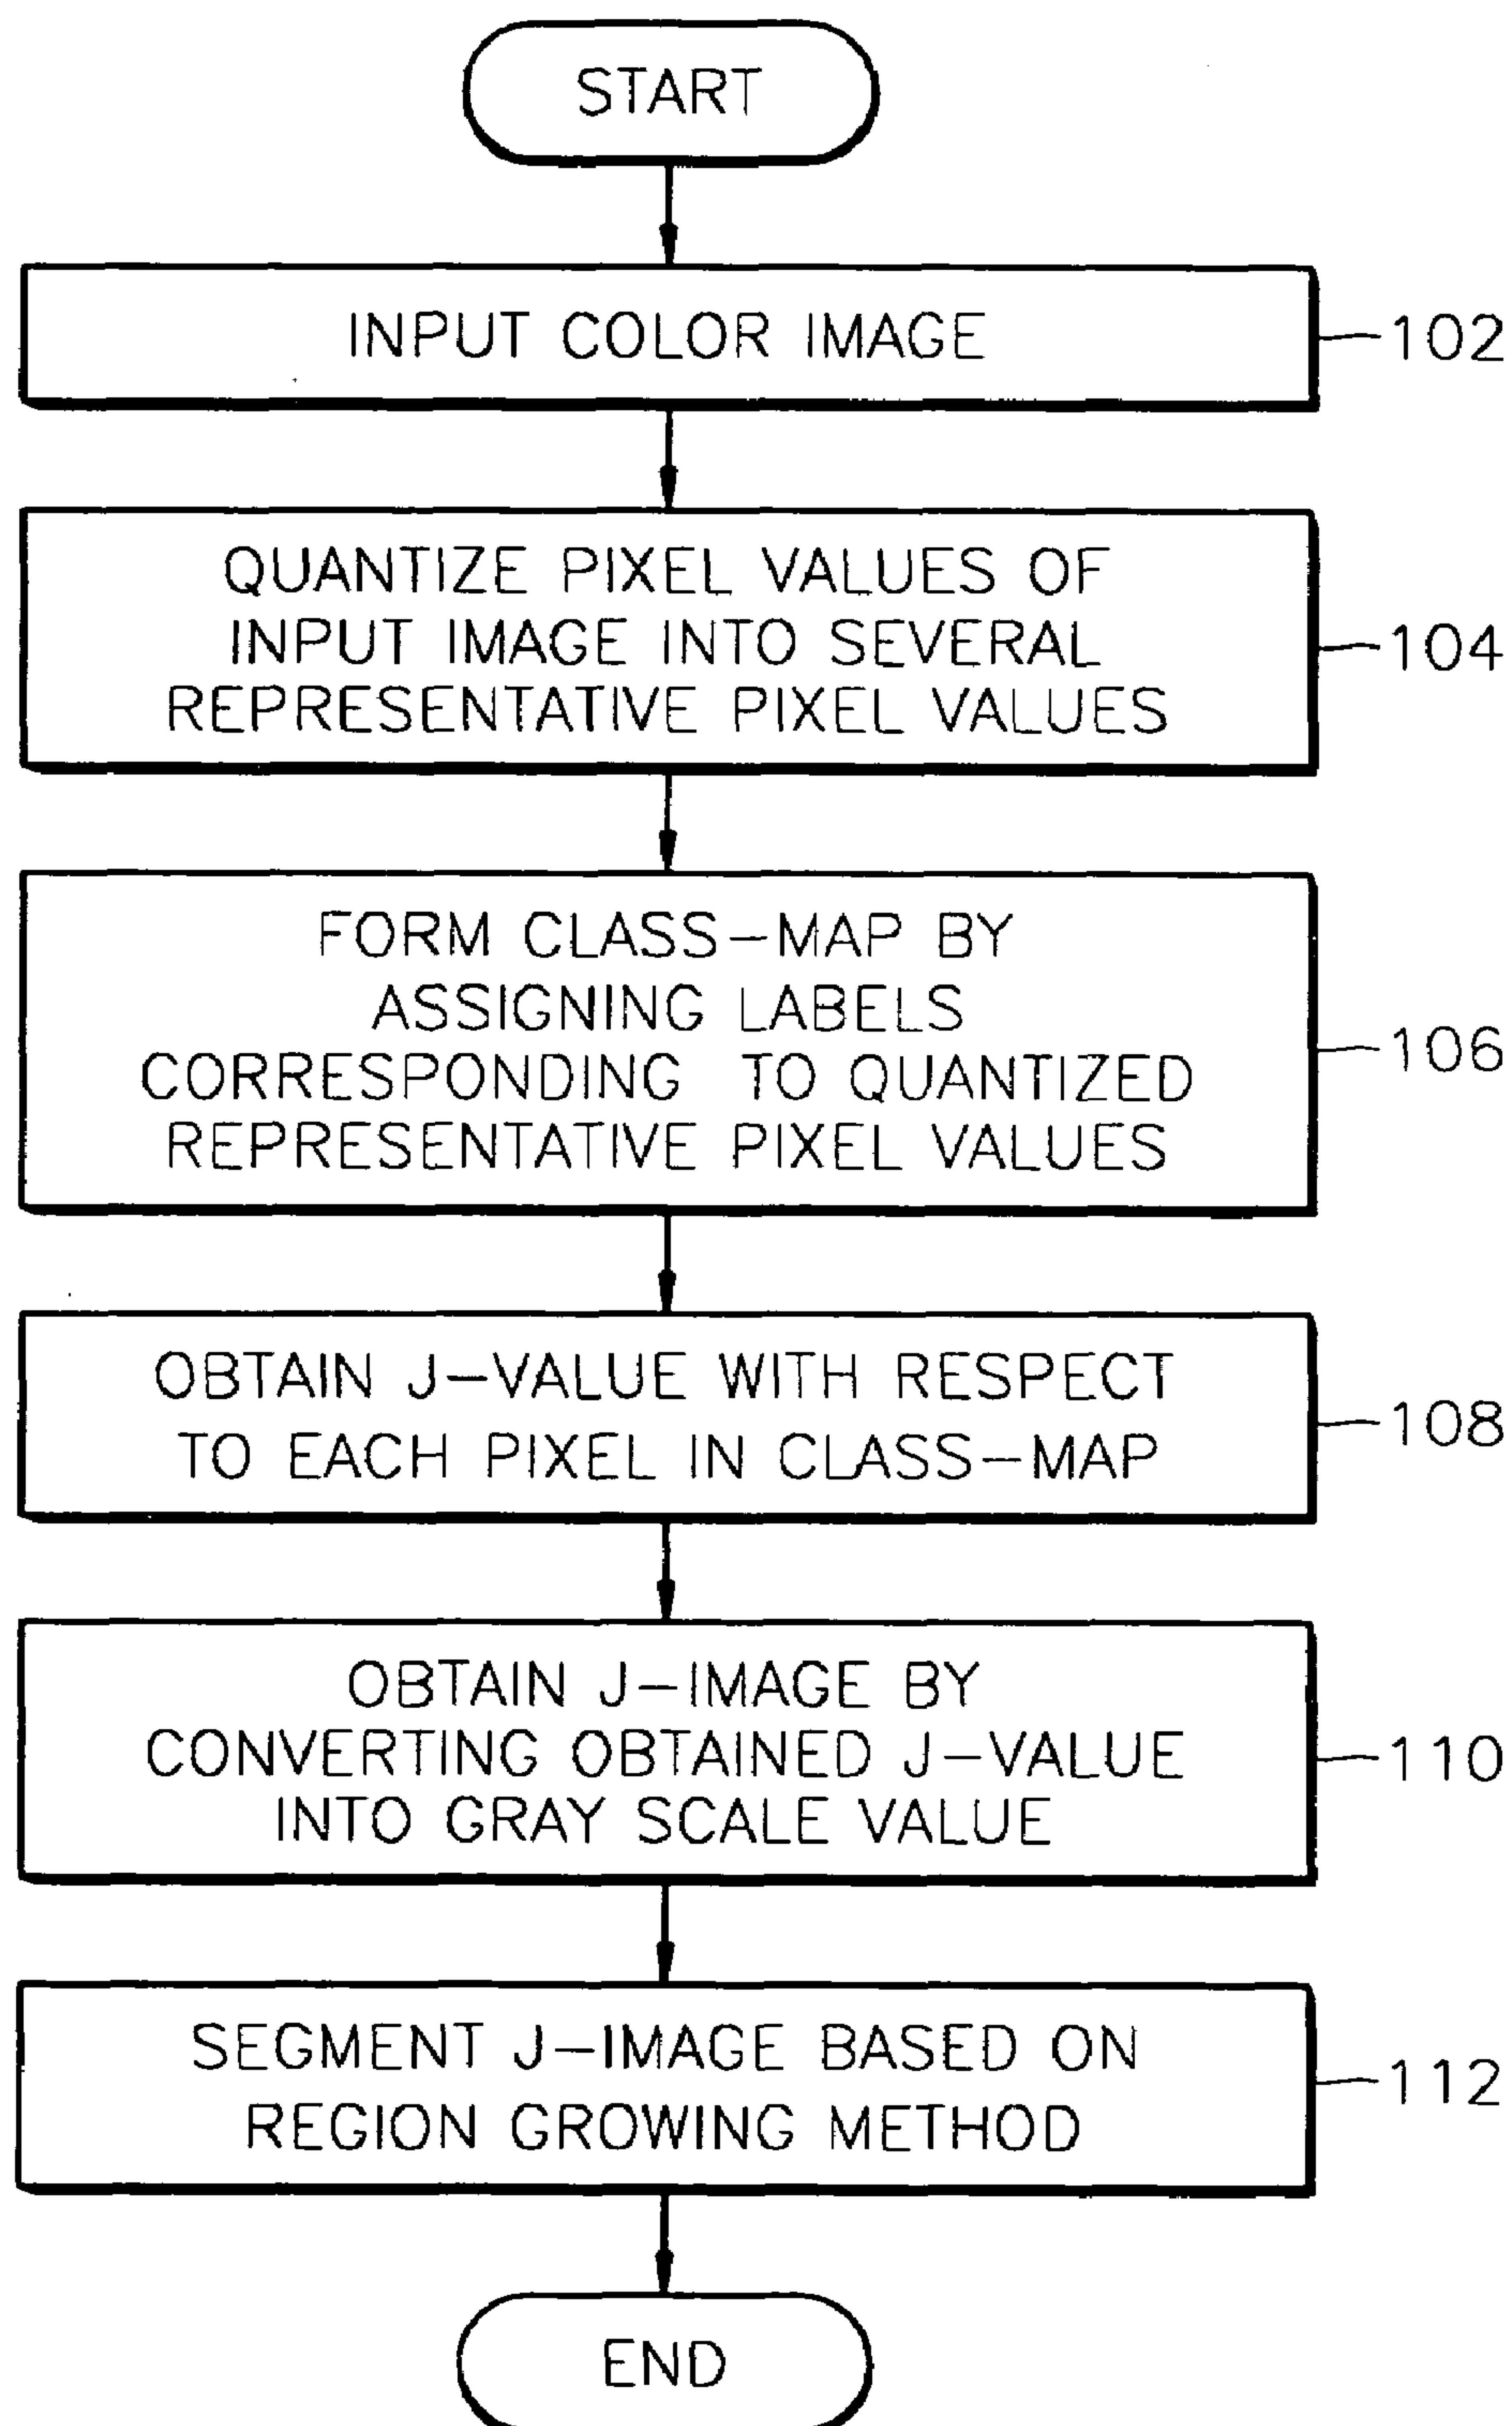 START
INPUT COLOR IMAGE
102
QUANTIZE PIXEL VALUES OF
INPUT IMAGE INTO SEVERAL
REPRESENTATIVE PIXEL VALUES
104
FORM CLASS-MAP BY
ASSIGNING LABELS
CORRESPONDING TO QUANTIZED
REPRESENTATIVE PIXEL VALUES
106
OBTAIN J-VALUE WITH RESPECT
TO EACH PIXEL IN CLASS-MAP
108
OBTAIN J-IMAGE BY
CONVERTING OBTAINED J-VALUE
INTO GRAY SCALE VALUE
110
SEGMENT J-IMAGE BASED ON
REGION GROWING METHOD
112
END